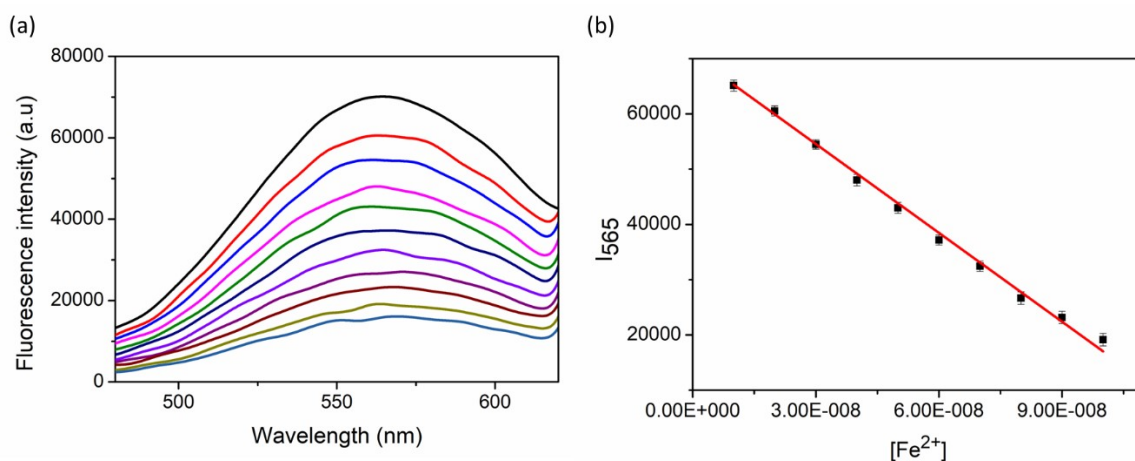 (a)
80000
60000
40000
20000
0
Fluorescence intensity (a.u)
500 550 600
Wavelength (nm)
(b)
60000
40000
20000
I565
0.00E+000 3.00E-008 6.00E-008 9.00E-008
[Fe2+]